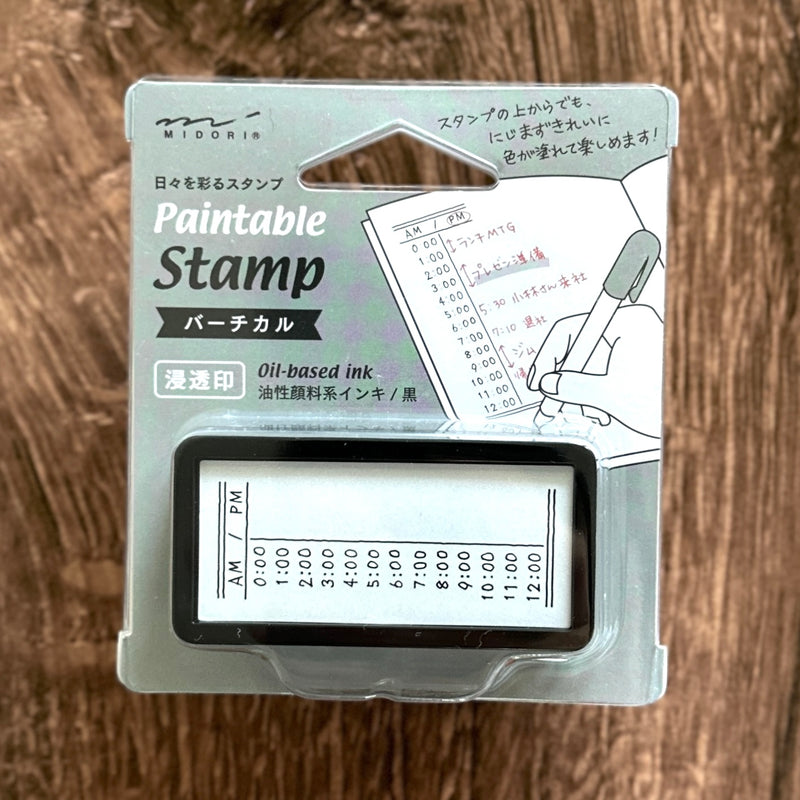 MIDORI®
スタンプの上からでも、
にじまずきれいに
色が塗れて楽しめます!
日々を彩るスタンプ
Paintable
Stamp
バーチカル
浸透印
Oil-based ink
油性顔料系インキ / 黒
AM / PM
0:00
1:00
2:00
3:00
4:00
5:00
6:00
7:00
8:00
9:00
10:00
11:00
12:00
ランチMTG
プレゼン準備
5:30 小林さん来社
7:10 退社
ジム
帰
AM / PM
0:00
1:00
2:00
3:00
4:00
5:00
6:00
7:00
8:00
9:00
10:00
11:00
12:00